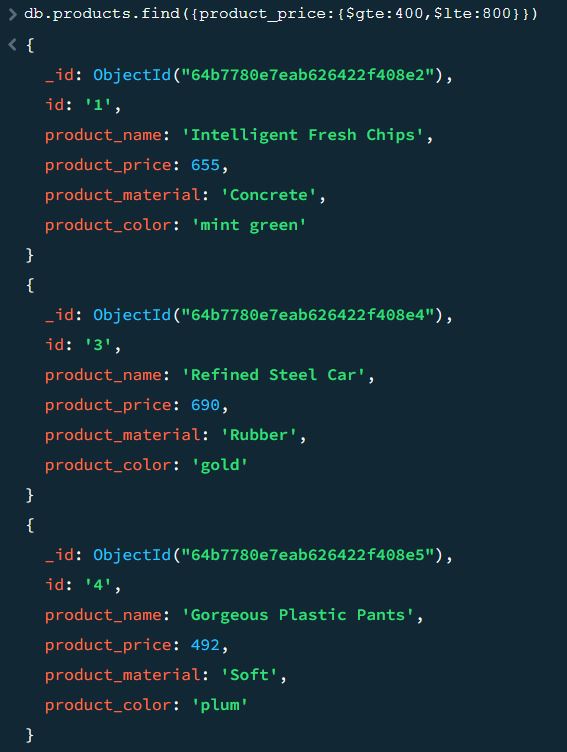 db.products.find({product_price:{$gte:400,$lte:800}})
{
_id: ObjectId("64b7780e7eab626422f408e2"),
id: '1',
product_name: 'Intelligent Fresh Chips',
product_price: 655,
product_material: 'Concrete',
product_color: 'mint green'
}
{
_id: ObjectId("64b7780e7eab626422f408e4"),
id: '3',
product_name: 'Refined Steel Car',
product_price: 690,
product_material: 'Rubber',
product_color: 'gold'
}
{
_id: ObjectId("64b7780e7eab626422f408e5"),
id: '4',
product_name: 'Gorgeous Plastic Pants',
product_price: 492,
product_material: 'Soft',
product_color: 'plum'
}